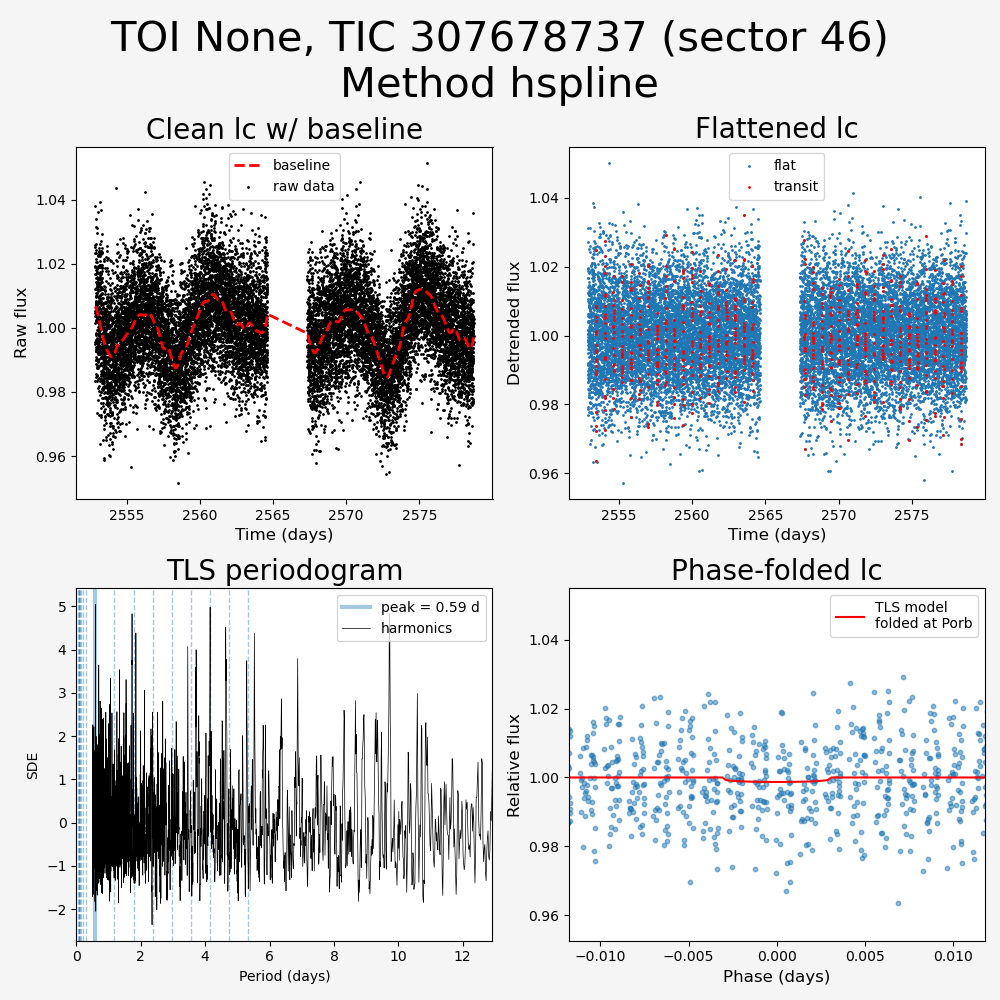 TOI None, TIC 307678737 (sector 46)
Method hspline
Clean lc w/ baseline
baseline
raw data
Raw flux
1.04
1.02
1.00
0.98
0.96
2555
2560
2565
2570
2575
Time (days)
Flattened lc
flat
transit
Detrended flux
1.04
1.02
1.00
0.98
0.96
2555
2560
2565
2570
2575
Time (days)
TLS periodogram
peak = 0.59 d
harmonics
SDE
5
4
3
2
1
0
−1
−2
0
2
4
6
8
10
12
Period (days)
Phase-folded lc
TLS model
folded at Porb
Relative flux
1.04
1.02
1.00
0.98
0.96
−0.010
−0.005
0.000
0.005
0.010
Phase (days)